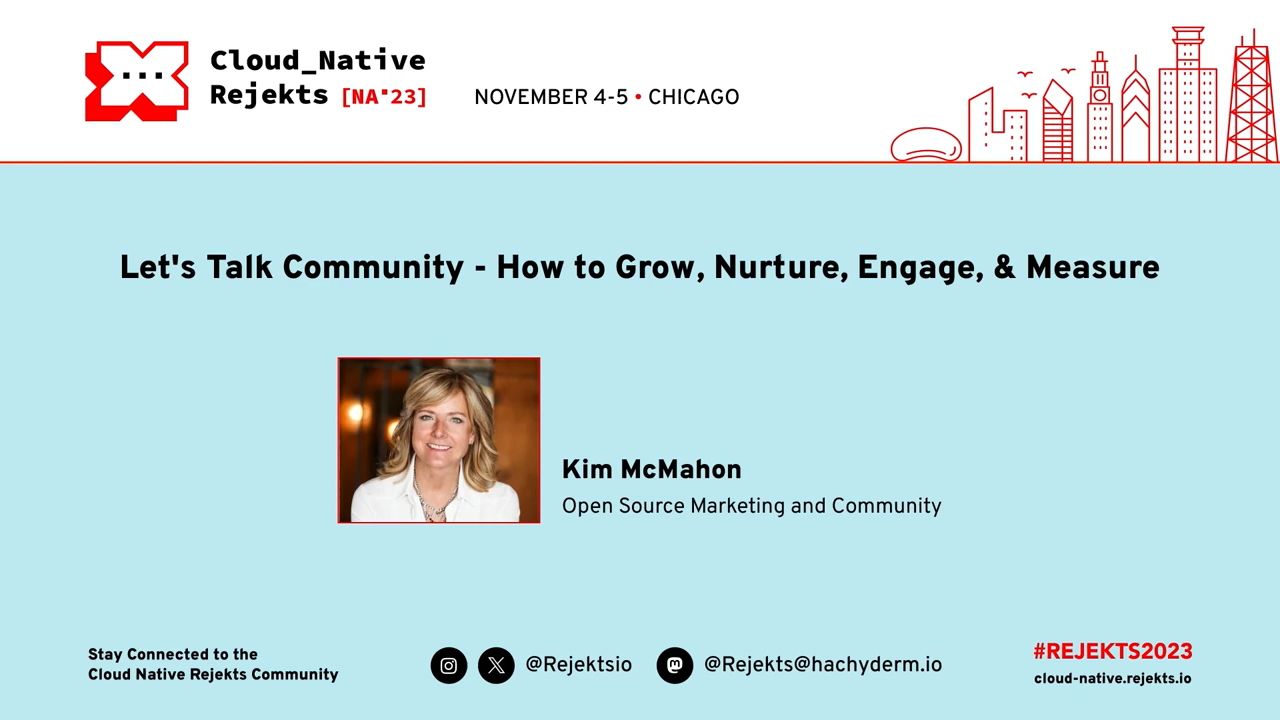 Cloud_Native
Rejekts [NA'23]
NOVEMBER 4-5 • CHICAGO
Let's Talk Community - How to Grow, Nurture, Engage, & Measure
Kim McMahon
Open Source Marketing and Community
Stay Connected to the
Cloud Native Rejekts Community
@Rejektsio
@Rejekts@hachyderm.io
#REJEKTS2023
cloud-native.rejekts.io